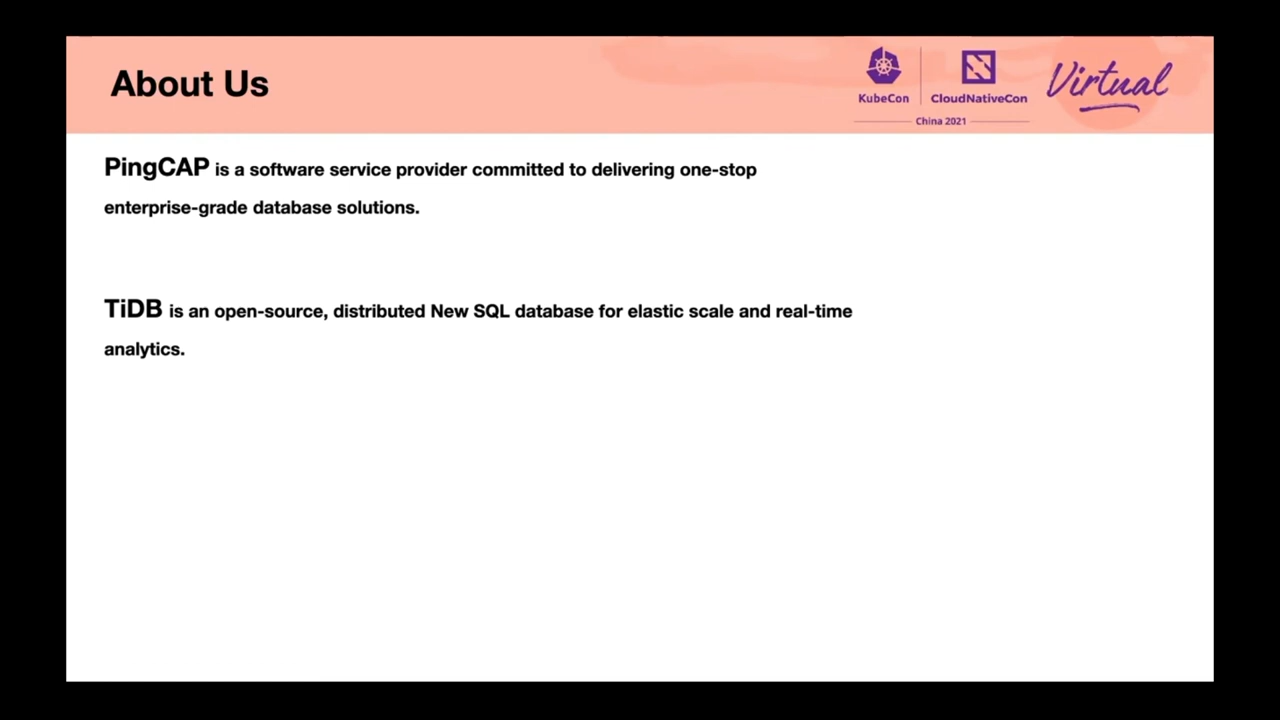 About Us
KubeCon
CloudNativeCon
China 2021
Virtual
PingCAP is a software service provider committed to delivering one-stop
enterprise-grade database solutions.
TiDB is an open-source, distributed New SQL database for elastic scale and real-time
analytics.